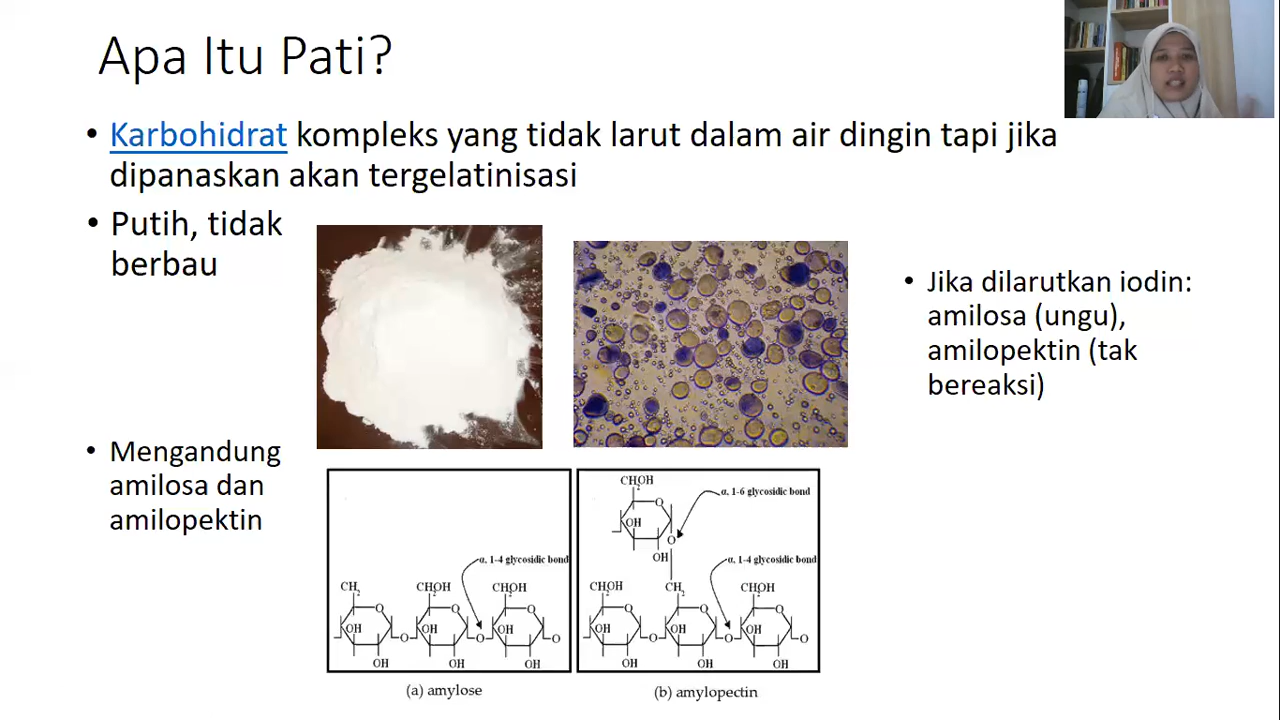 Apa Itu Pati?
• Karbohidrat kompleks yang tidak larut dalam air dingin tapi jika
dipanaskan akan tergelatinisasi
• Putih, tidak
berbau
• Jika dilarutkan iodin:
amilosa (ungu),
amilopektin (tak
bereaksi)
• Mengandung
amilosa dan
amilopektin
α, 1-4 glycosidic bond
CH2
CH2OH
CH2OH
O
O
O
OH
OH
OH
O
O
O
OH
OH
OH
(a) amylose
CH2OH
α, 1-6 glycosidic bond
O
OH
O
OH
α, 1-4 glycosidic bond
CH2OH
CH2
CH2OH
O
O
O
OH
OH
OH
O
O
O
OH
OH
OH
(b) amylopectin